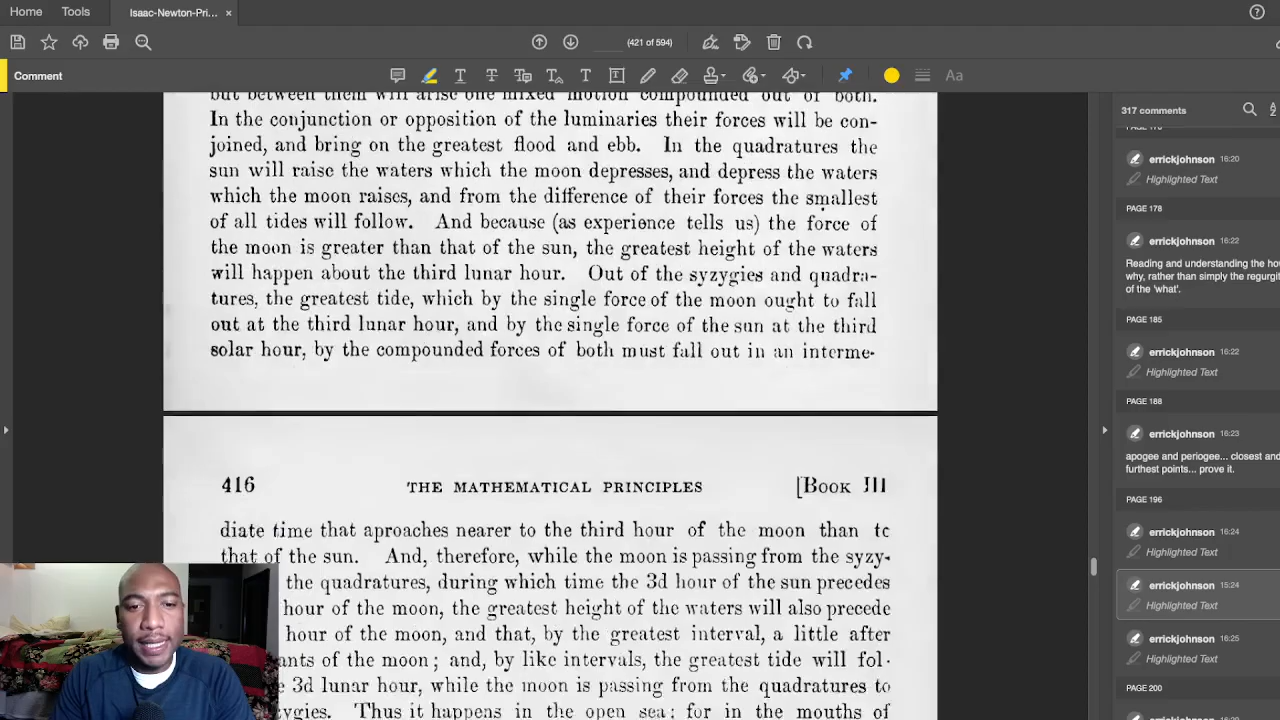 Home
Tools
Isaac-Newton-Pri...
(421 of 594)
Comment
Aa
317 comments
but between them will arise one mixed motion compounded out of both.
In the conjunction or opposition of the luminaries their forces will be con-
joined, and bring on the greatest flood and ebb. In the quadratures the
sun will raise the waters which the moon depresses, and depress the waters
which the moon raises, and from the difference of their forces the smallest
of all tides will follow. And because (as experience tells us) the force of
the moon is greater than that of the sun, the greatest height of the waters
will happen about the third lunar hour. Out of the syzygies and quadra-
tures, the greatest tide, which by the single force of the moon ought to fall
out at the third lunar hour, and by the single force of the sun at the third
solar hour, by the compounded forces of both must fall out in an interme-
416 THE MATHEMATICAL PRINCIPLES [BOOK III
diate time that aproaches nearer to the third hour of the moon than to
that of the sun. And, therefore, while the moon is passing from the syzy-
the quadratures, during which time the 3d hour of the sun precedes
hour of the moon, the greatest height of the waters will also precede
hour of the moon, and that, by the greatest interval, a little after
ants of the moon; and, by like intervals, the greatest tide will fol-
3d lunar hour, while the moon is passing from the quadratures to
zygies. Thus it happens in the open sea; for in the mouths of
PAGE 170
errickjohnson 16:20
Highlighted Text
PAGE 178
errickjohnson 16:22
Reading and understanding the how
why, rather than simply the regurgit
of the 'what'.
PAGE 185
errickjohnson 16:22
Highlighted Text
PAGE 188
errickjohnson 16:23
apogee and periogee... closest and
furthest points... prove it.
PAGE 196
errickjohnson 16:24
Highlighted Text
errickjohnson 15:24
Highlighted Text
errickjohnson 16:25
Highlighted Text
PAGE 200